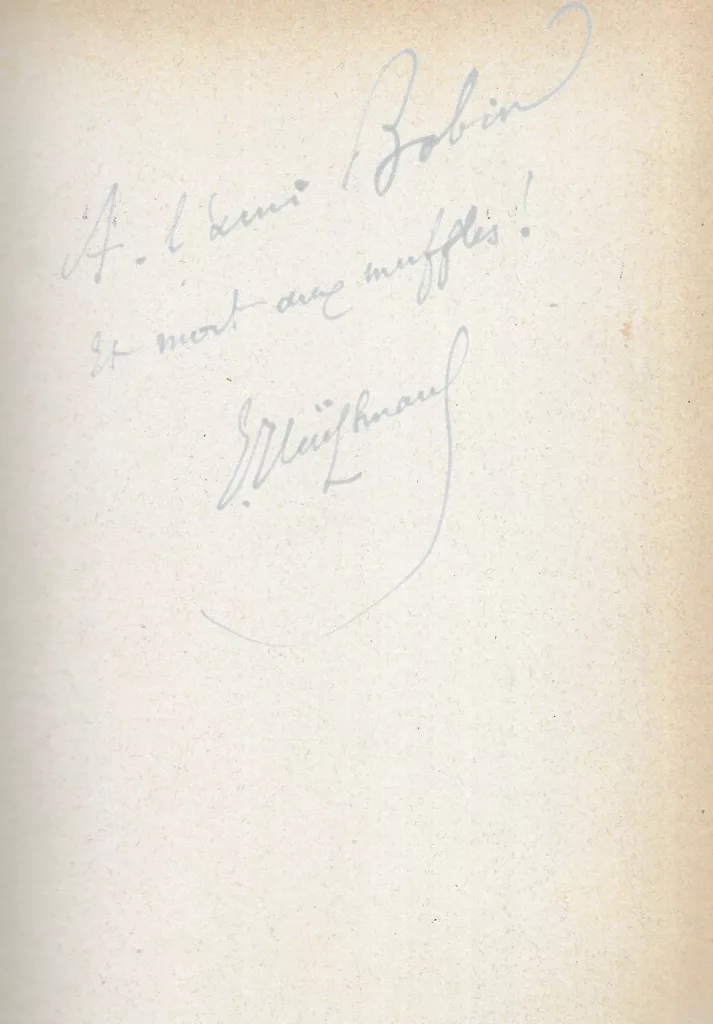 A. l'ami Bobin
Et mort aux muffles !